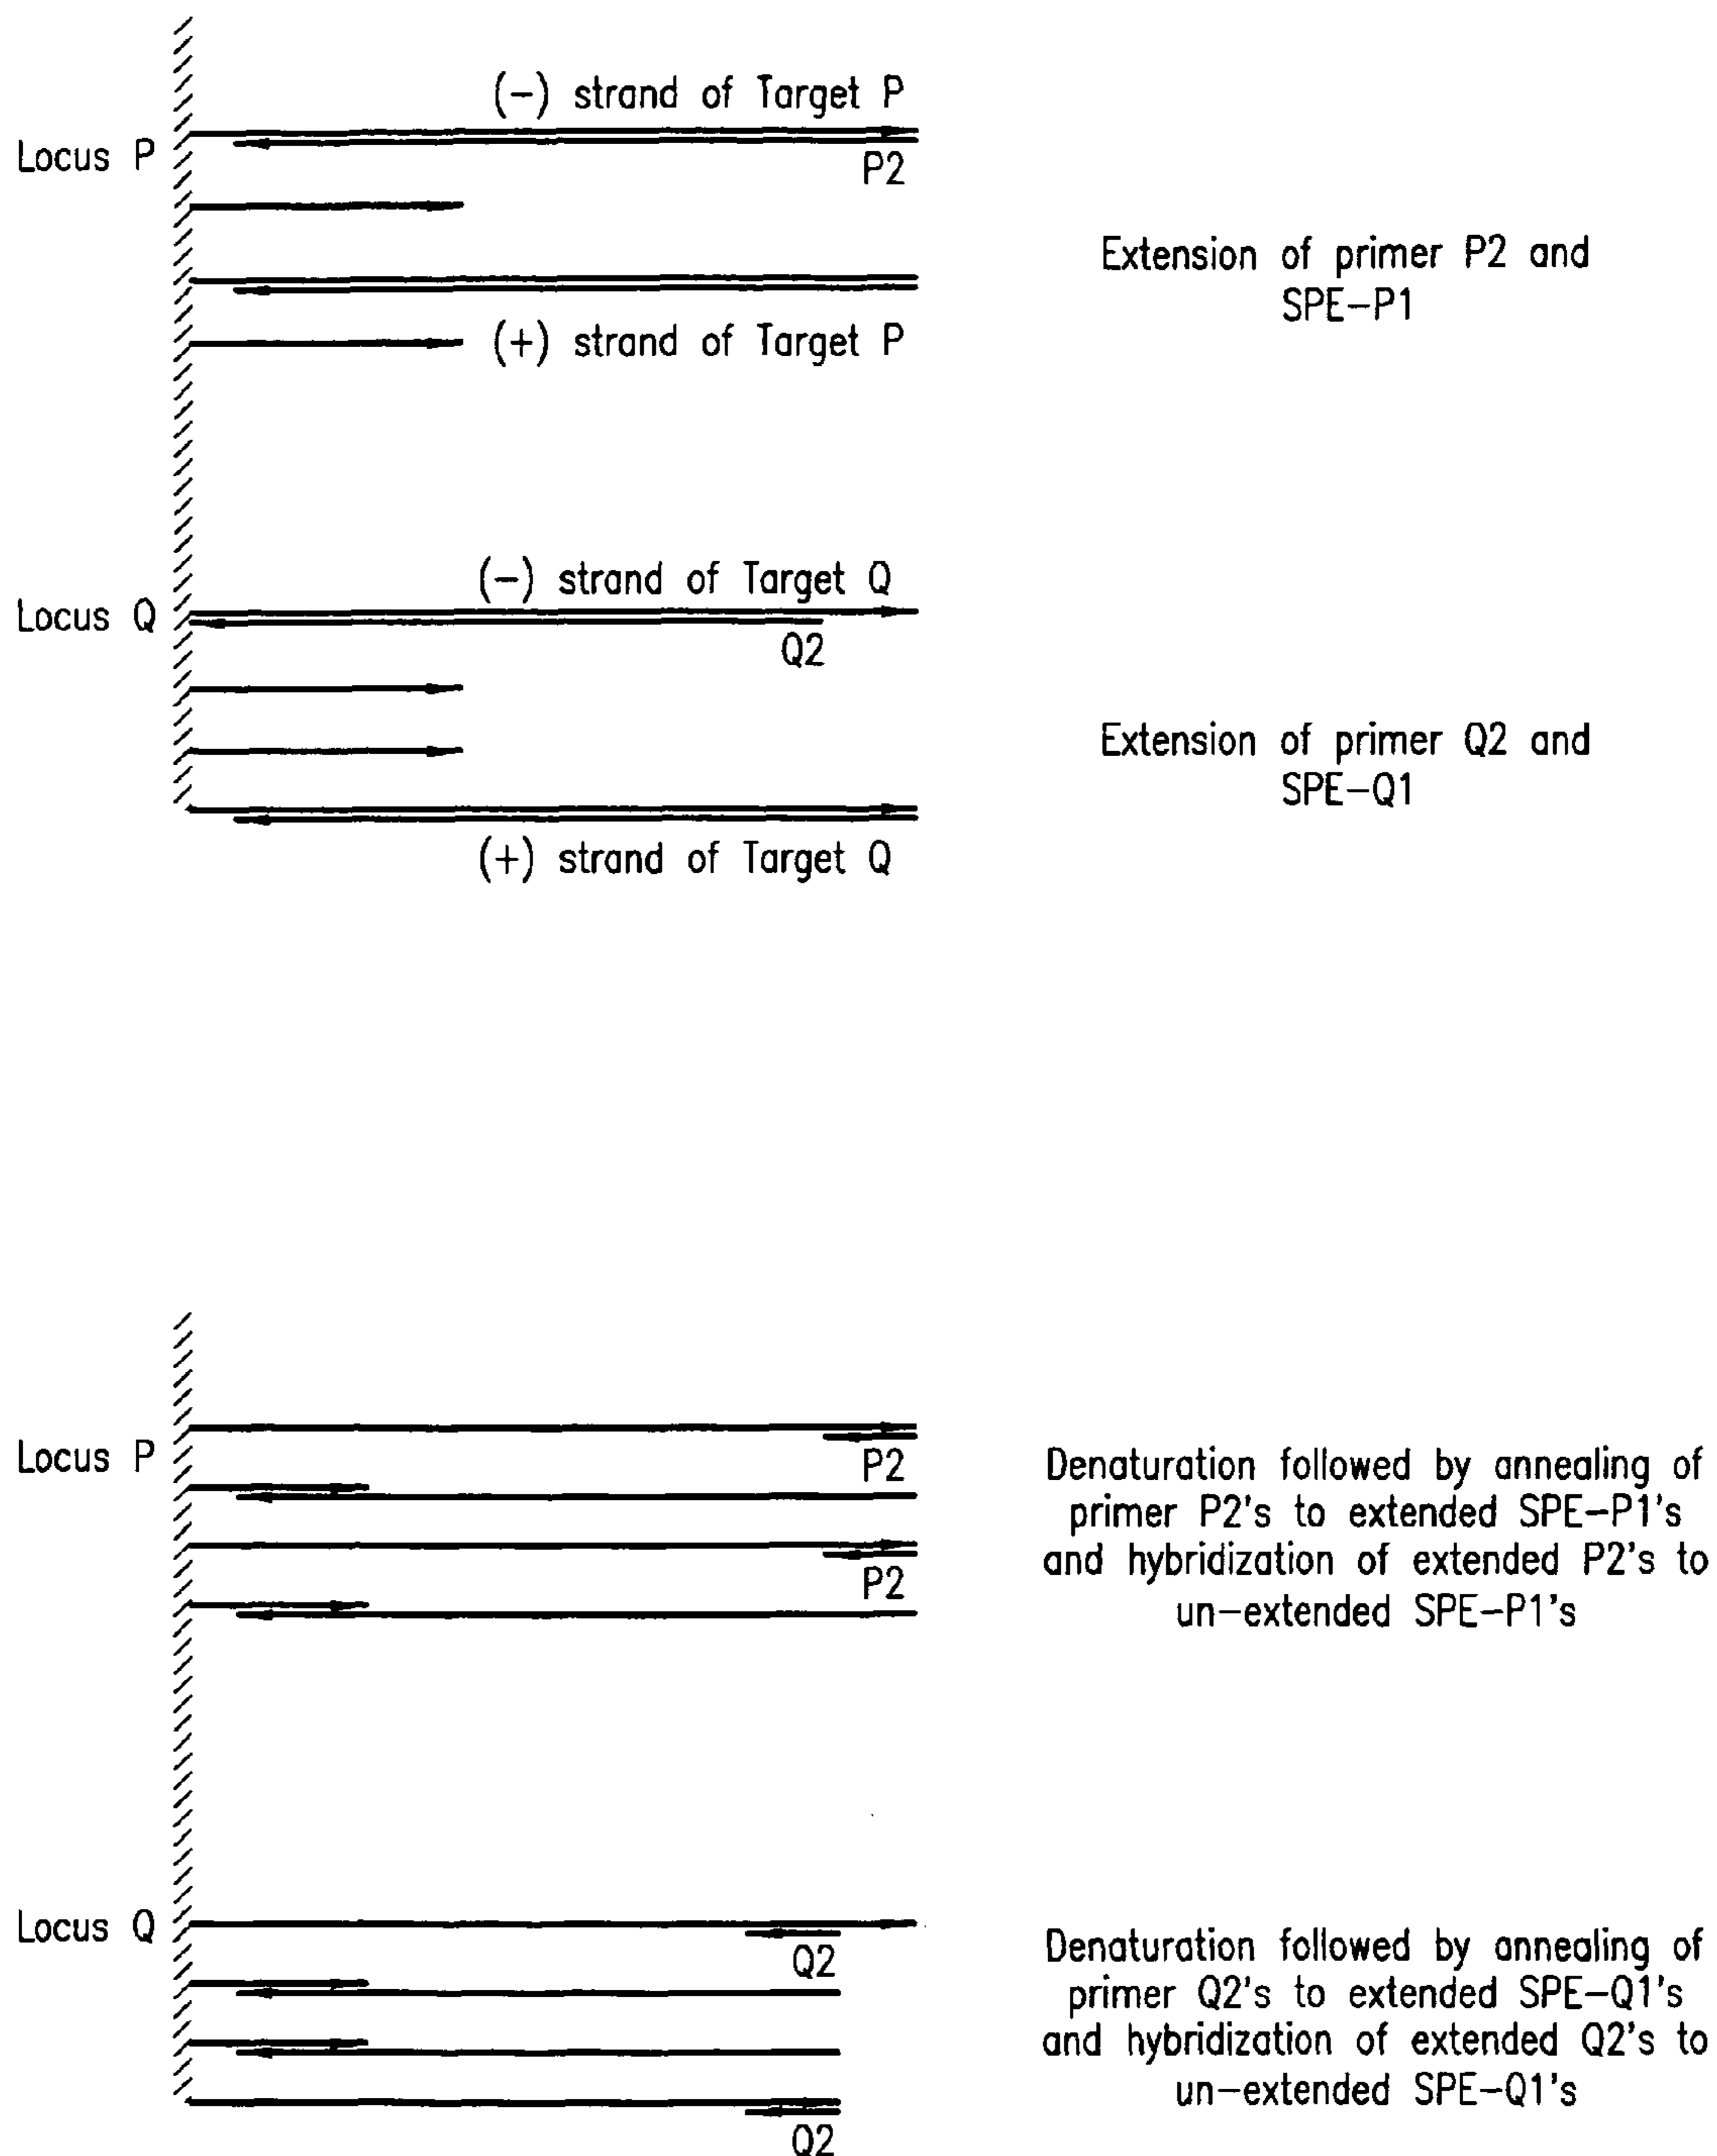 (−) strand of Target P
Locus P
P2
(+) strand of Target P
Extension of primer P2 and
SPE−P1
(−) strand of Target Q
Locus Q
Q2
(+) strand of Target Q
Extension of primer Q2 and
SPE−Q1
Locus P
P2
P2
Denaturation followed by annealing of
primer P2's to extended SPE−P1's
and hybridization of extended P2's to
un−extended SPE−P1's
Locus Q
Q2
Q2
Denaturation followed by annealing of
primer Q2's to extended SPE−Q1's
and hybridization of extended Q2's to
un−extended SPE−Q1's